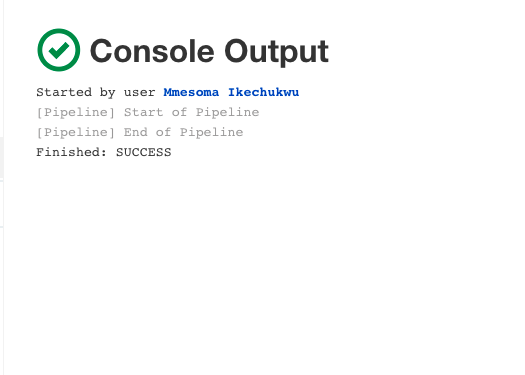 Console Output
Started by user Mmesoma Ikechukwu
[Pipeline] Start of Pipeline
[Pipeline] End of Pipeline
Finished: SUCCESS